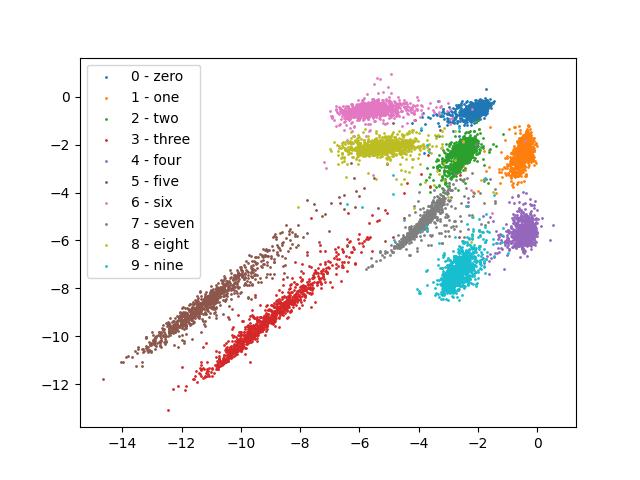 0 - zero
1 - one
2 - two
3 - three
4 - four
5 - five
6 - six
7 - seven
8 - eight
9 - nine
0
−2
−4
−6
−8
−10
−12
−14 −12 −10 −8 −6 −4 −2 0